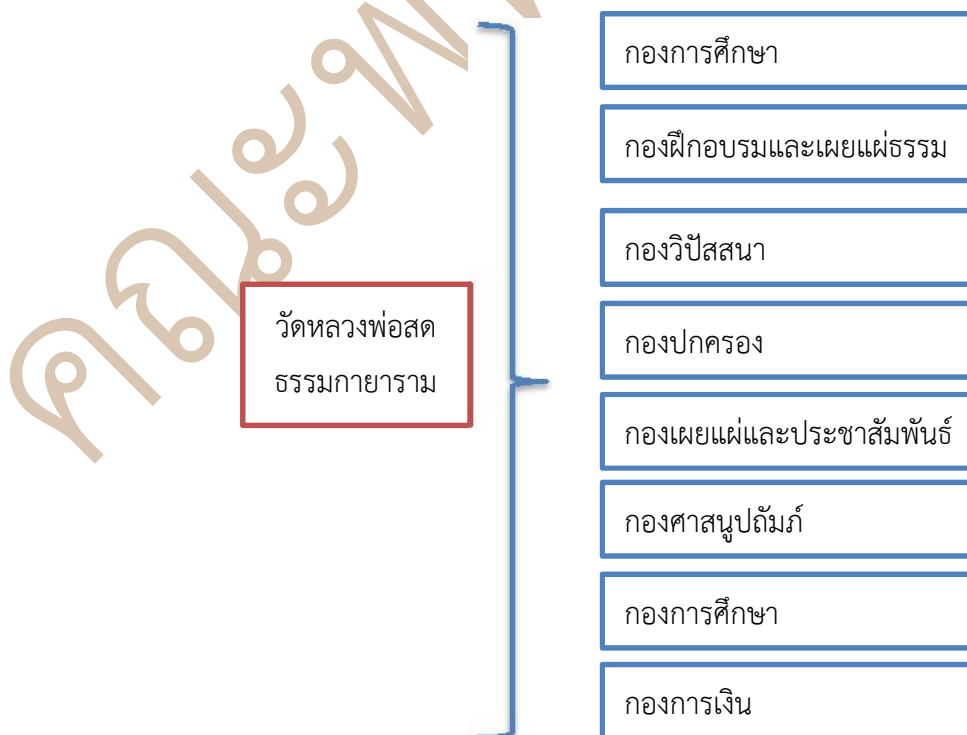 วัดหลวงพ่อสด
ธรรมกายาราม
กองการศึกษา
กองฝึกอบรมและเผยแผ่ธรรม
กองวิปัสสนา
กองปกครอง
กองเผยแผ่และประชาสัมพันธ์
กองศาสนูปถัมภ์
กองการศึกษา
กองการเงิน